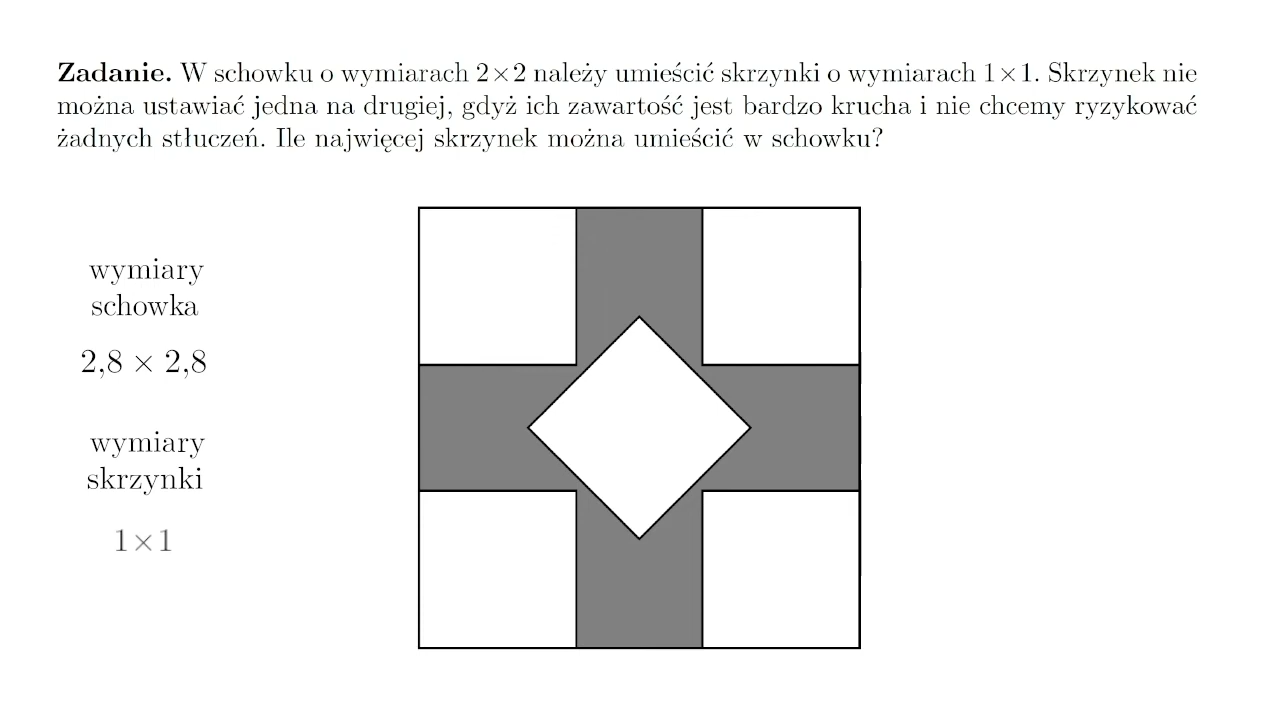 Zadanie. W schowku o wymiarach 2×2 należy umieścić skrzynki o wymiarach 1×1. Skrzynek nie
można ustawiać jedna na drugiej, gdyż ich zawartość jest bardzo krucha i nie chcemy ryzykować
żadnych stłuczeń. Ile najwięcej skrzynek można umieścić w schowku?
wymiary
schowka
2,8 × 2,8
wymiary
skrzynki
1×1